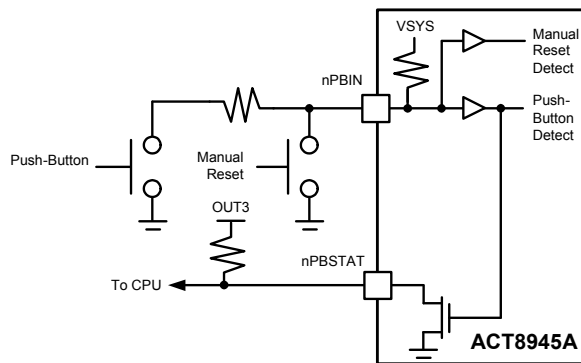 VSYS
Manual
Reset
Detect
nPBIN
Push-
Button
Detect
Push-Button
Manual
Reset
OUT3
nPBSTAT
To CPU
ACT8945A